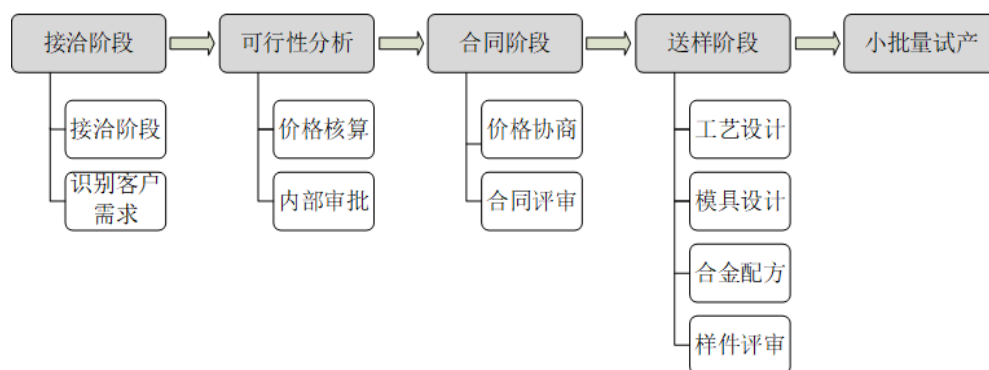 接洽阶段
可行性分析
合同阶段
送样阶段
小批量试产
接洽阶段
价格核算
价格协商
工艺设计
识别客户
需求
内部审批
合同评审
模具设计
合金配方
样件评审